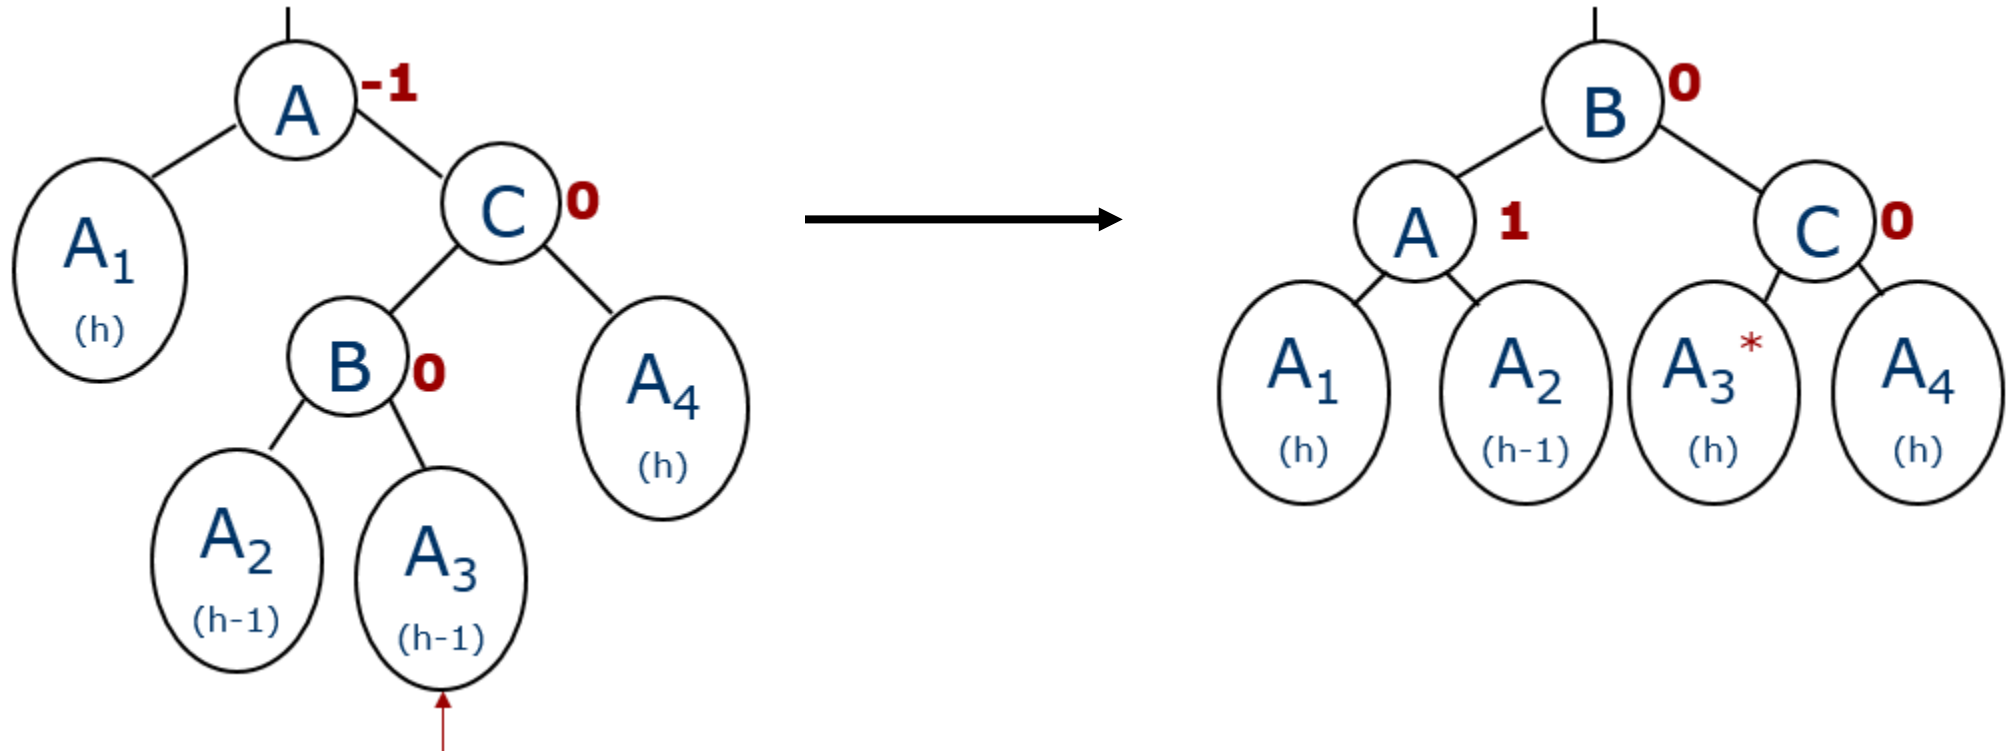 A -1
C 0
A1
(h)
B 0
A4
(h)
A2
(h-1)
A3
(h-1)
B 0
A 1
C 0
A1
(h)
A2
(h-1)
A3*
(h)
A4
(h)